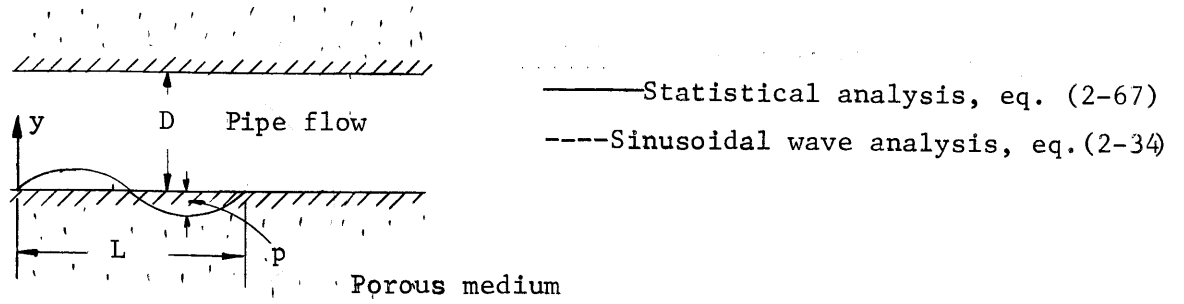 y
D
Pipe flow
L
p
Porous medium
———Statistical analysis, eq. (2-67)
----Sinusoidal wave analysis, eq.(2-34)